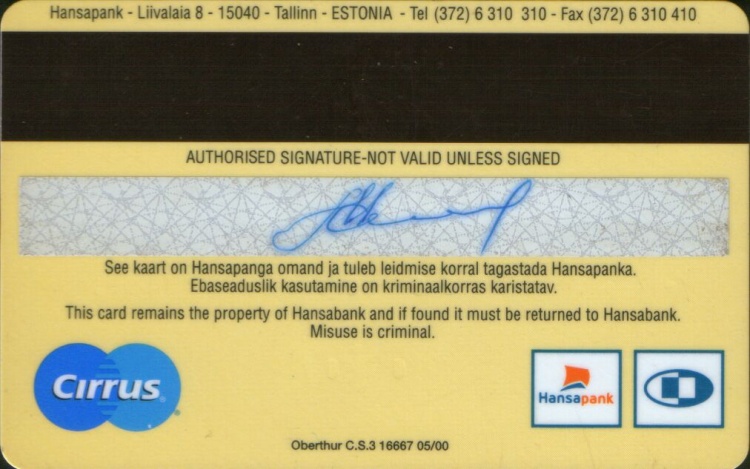 Hansapank - Liivalaia 8 - 15040 - Tallinn - ESTONIA - Tel (372) 6 310 310 - Fax (372) 6 310 410
AUTHORISED SIGNATURE-NOT VALID UNLESS SIGNED
See kaart on Hansapanga omand ja tuleb leidmise korral tagastada Hansapanka.
Ebaseaduslik kasutamine on kriminaalkorras karistatav.
This card remains the property of Hansabank and if found it must be returned to Hansabank.
Misuse is criminal.
Cirrus
Hansapank
Oberthur C.S.3 16667 05/00